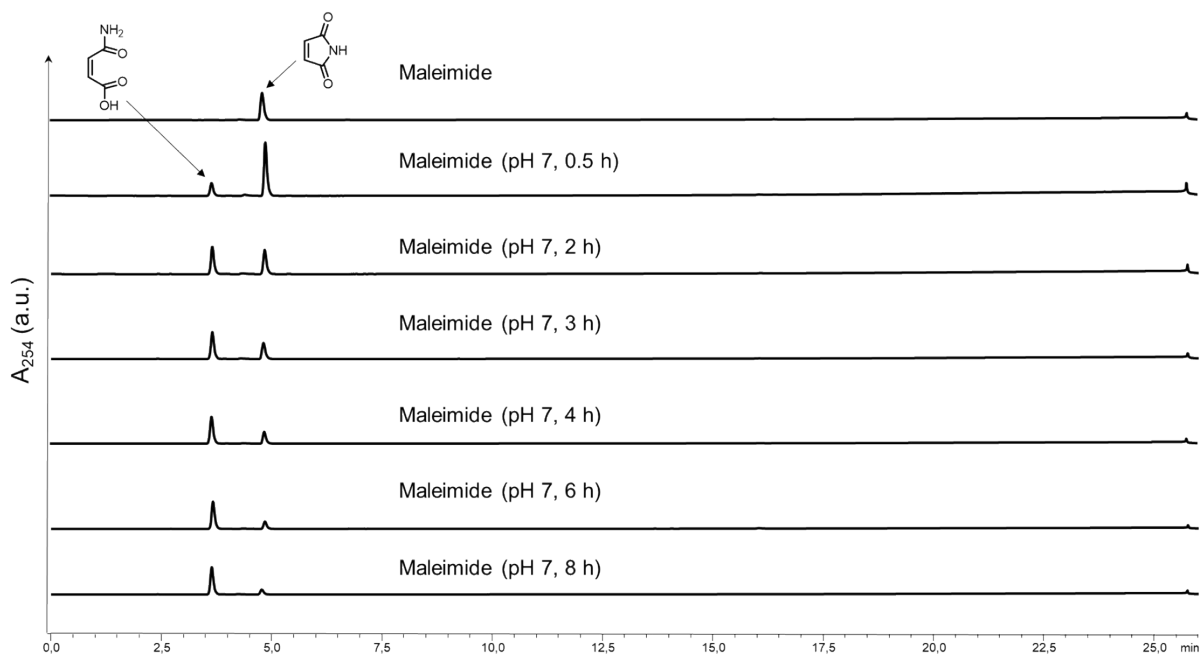 NH₂
O
O
OH
O
NH
O
Maleimide
Maleimide (pH 7, 0.5 h)
Maleimide (pH 7, 2 h)
Maleimide (pH 7, 3 h)
Maleimide (pH 7, 4 h)
Maleimide (pH 7, 6 h)
Maleimide (pH 7, 8 h)
A₂₅₄ (a.u.)
0,0 2,5 5,0 7,5 10,0 12,5 15,0 17,5 20,0 22,5 25,0 min